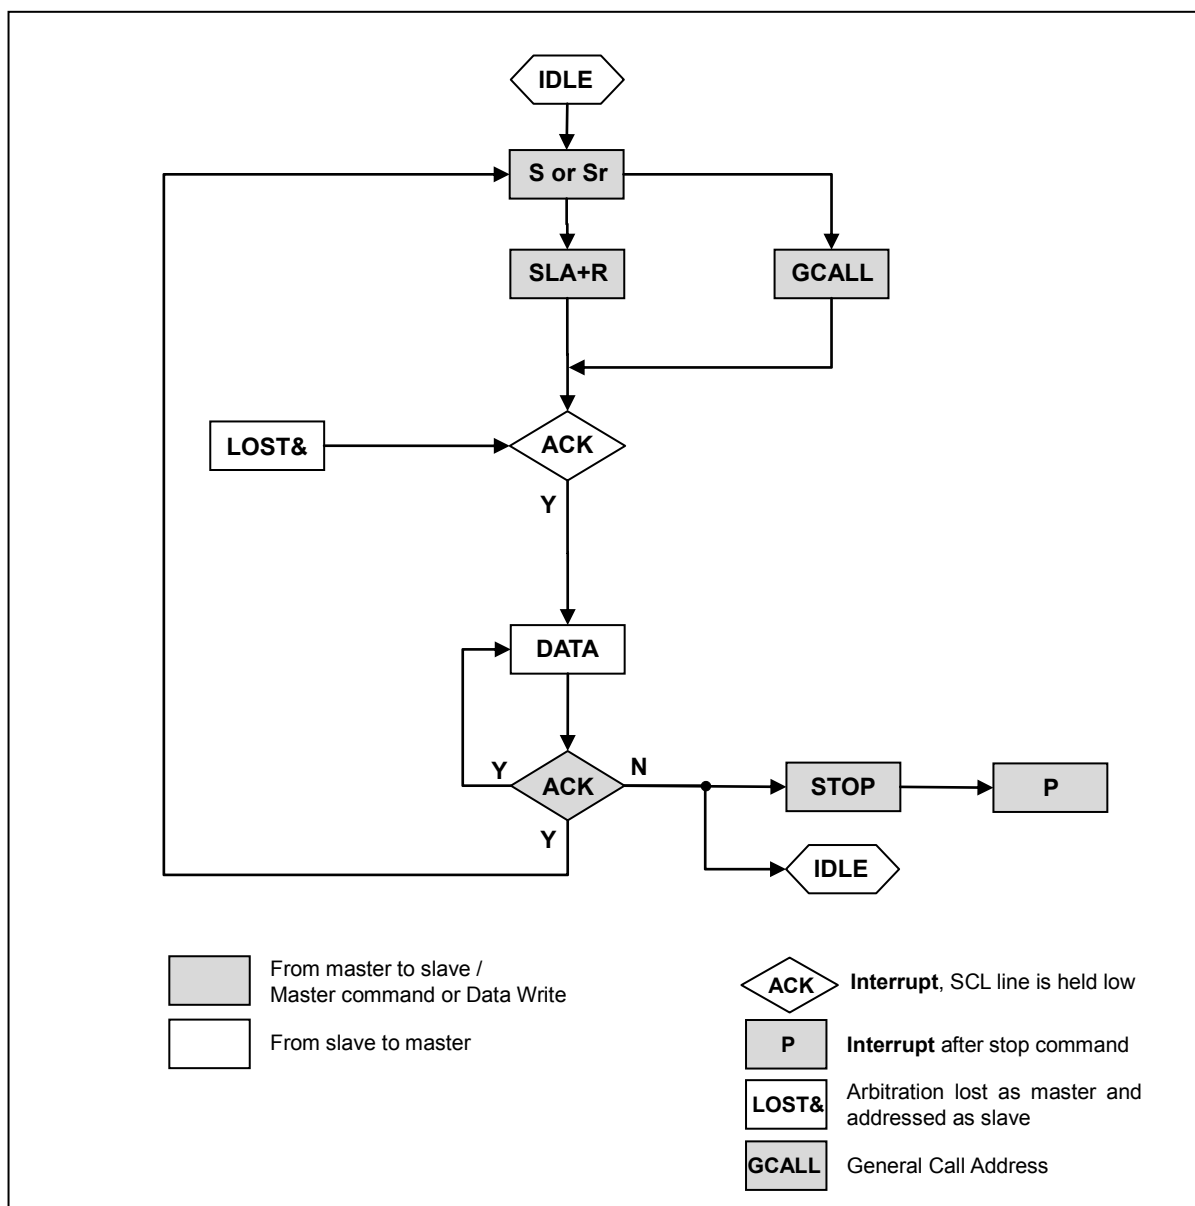 IDLE
S or Sr
SLA+R
GCALL
LOST&
ACK
Y
DATA
Y
ACK
N
STOP
P
Y
IDLE
From master to slave /
Master command or Data Write
From slave to master
ACK
Interrupt, SCL line is held low
P
Interrupt after stop command
LOST&
Arbitration lost as master and
addressed as slave
GCALL
General Call Address